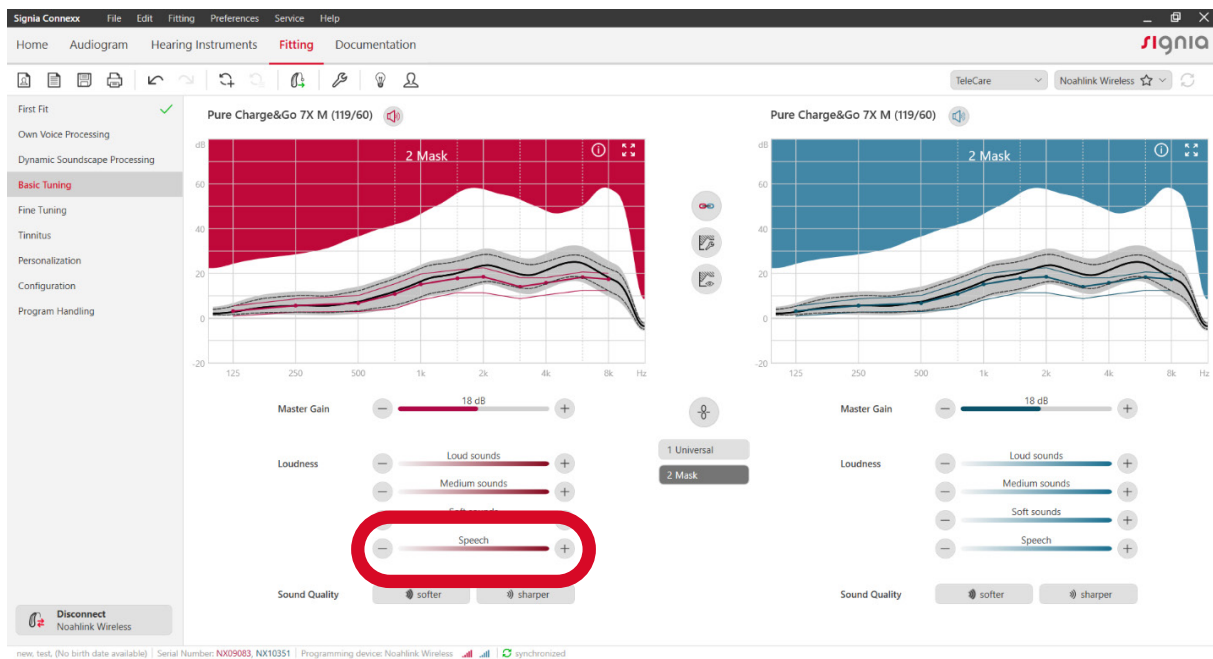 Signia Connexx File Edit Fitting Preferences Service Help
Home Audiogram Hearing Instruments Fitting Documentation
signia
TeleCare
Noahlink Wireless
First Fit
Own Voice Processing
Dynamic Soundscape Processing
Basic Tuning
Fine Tuning
Tinnitus
Personalization
Configuration
Program Handling
Disconnect
Noahlink Wireless
Pure Charge&Go 7X M (119/60)
dB
2 Mask
60
40
20
0
-20
125 250 500 1k 2k 4k 8k Hz
Master Gain
18 dB
Loudness
Loud sounds
Medium sounds
Soft sounds
Speech
Sound Quality
softer
sharper
1 Universal
2 Mask
Pure Charge&Go 7X M (119/60)
dB
2 Mask
60
40
20
0
-20
125 250 500 1k 2k 4k 8k Hz
Master Gain
18 dB
Loudness
Loud sounds
Medium sounds
Soft sounds
Speech
Sound Quality
softer
sharper
new, test, (No birth date available) Serial Number: NX09083, NX10351 Programming device: Noahlink Wireless synchronized